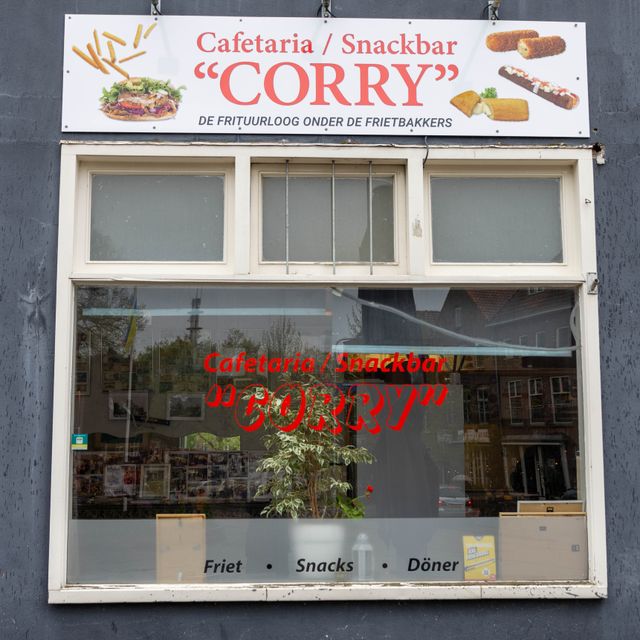 Cafetaria / Snackbar
“CORRY”
DE FRITUURLOOG ONDER DE FRIETBAKKERS
Cafetaria / Snackbar
“CORRY”
Friet • Snacks • Döner